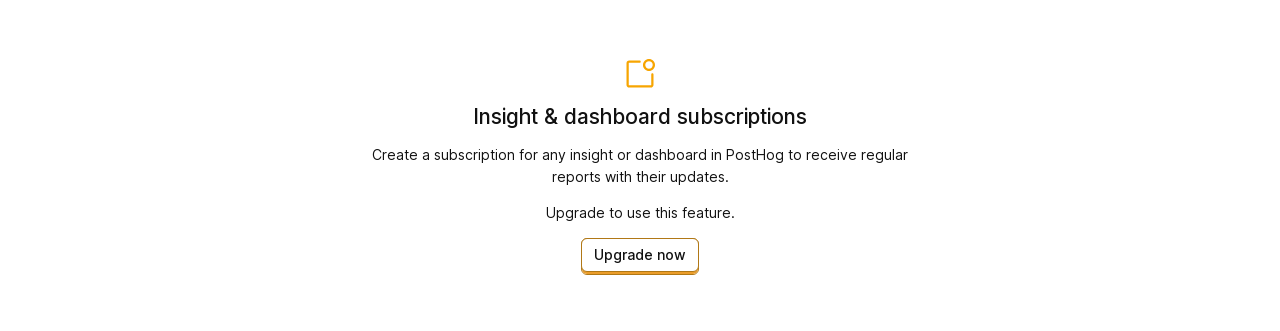 Insight & dashboard subscriptions
Create a subscription for any insight or dashboard in PostHog to receive regular
reports with their updates.
Upgrade to use this feature.
Upgrade now